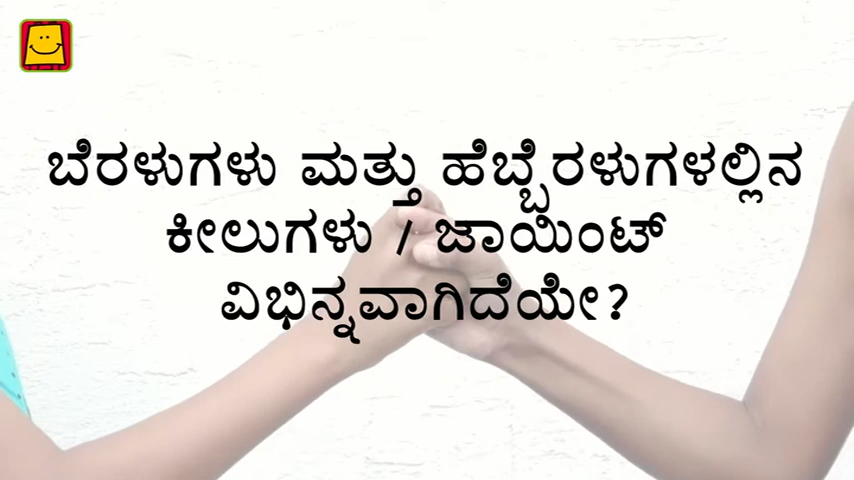 ಬೆರಳುಗಳು ಮತ್ತು ಹೆಬ್ಬೆರಳುಗಳಲ್ಲಿನ
ಕೀಲುಗಳು / ಜಾಯಿಂಟ್
ವಿಭಿನ್ನವಾಗಿದೆಯೇ?